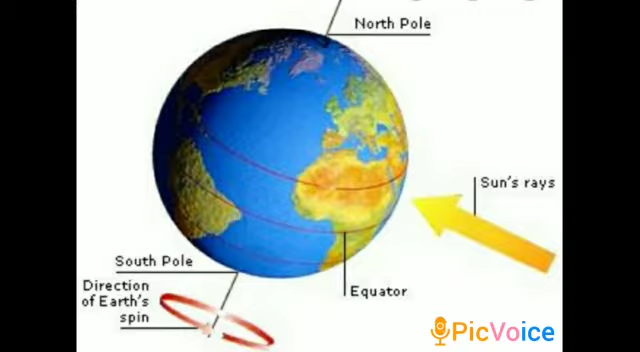 North Pole
Sun's rays
South Pole
Direction
of Earth's
spin
Equator
PicVoice